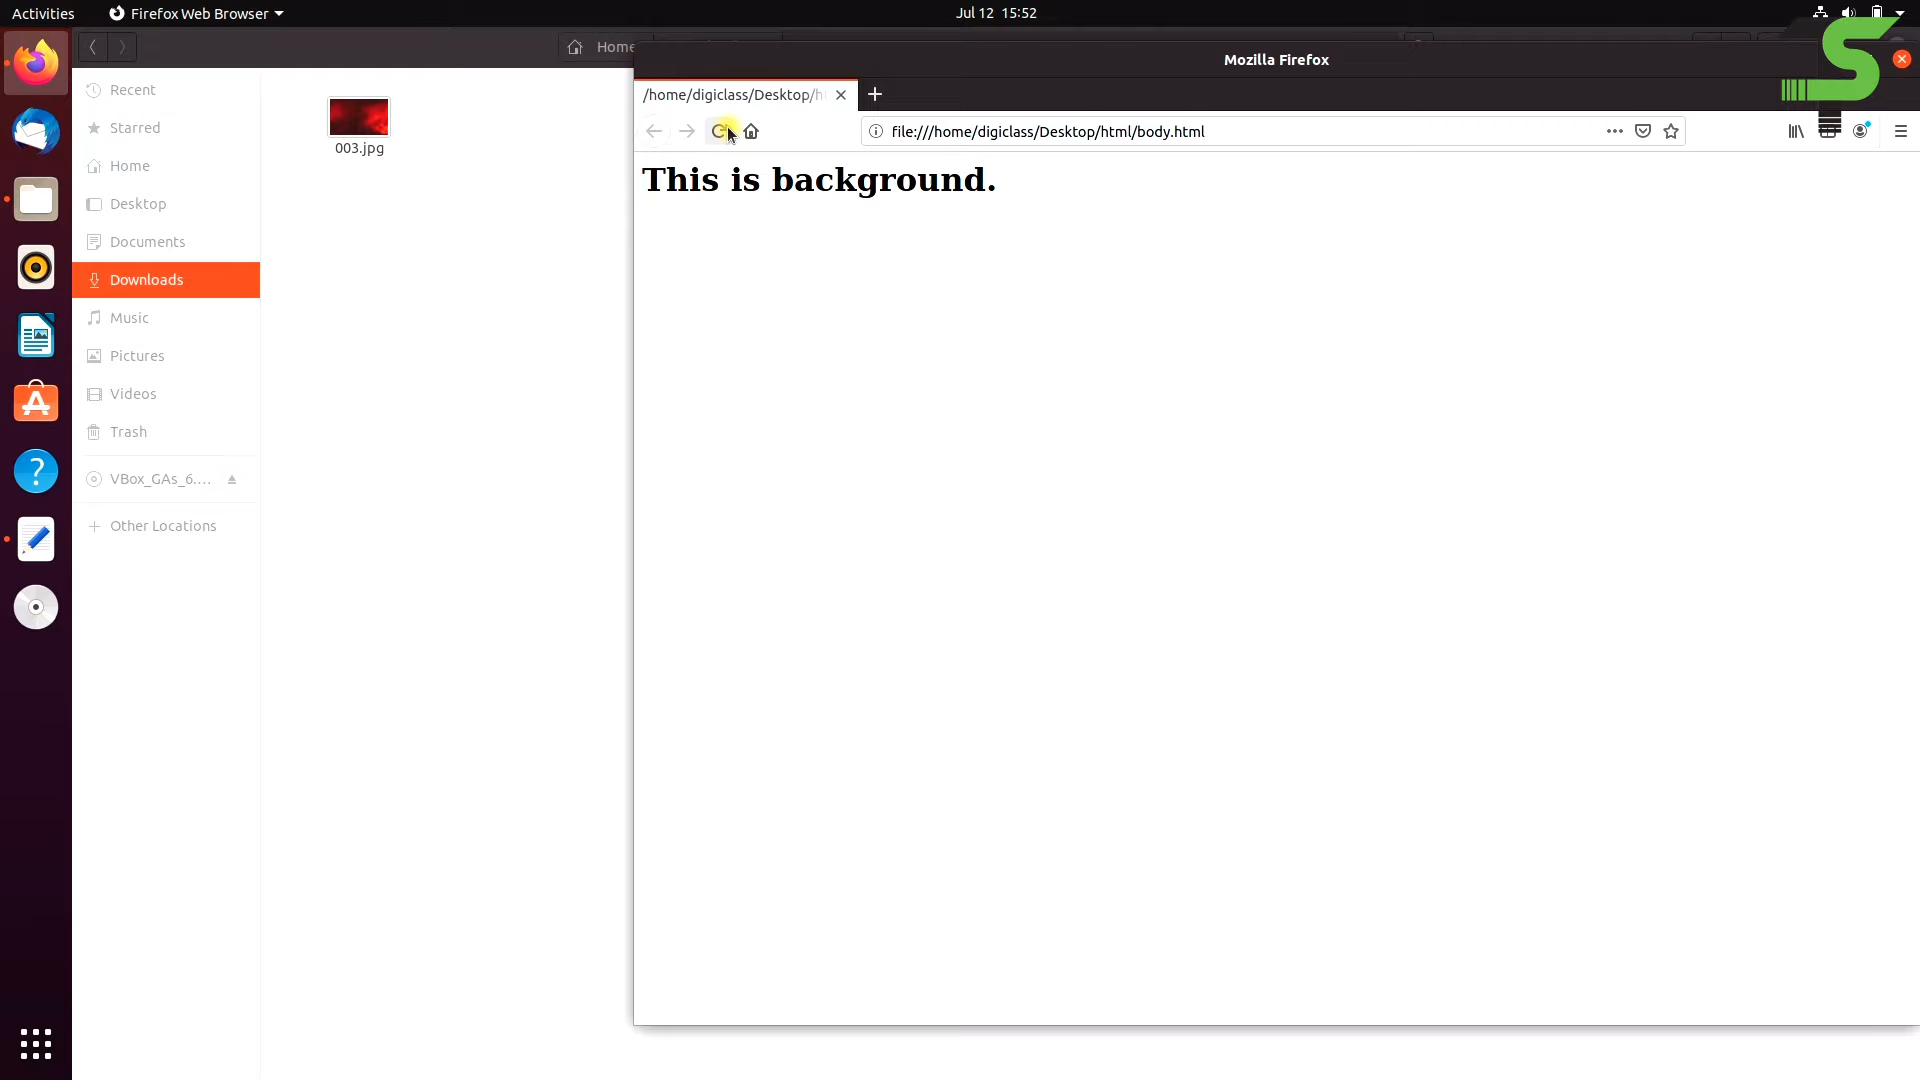 Activities
Firefox Web Browser
Jul 12 15:52
Home
Recent
Starred
Home
Desktop
Documents
Downloads
Music
Pictures
Videos
Trash
VBox_GAs_6....
Other Locations
003.jpg
Mozilla Firefox
/home/digiclass/Desktop/h
file:///home/digiclass/Desktop/html/body.html
This is background.